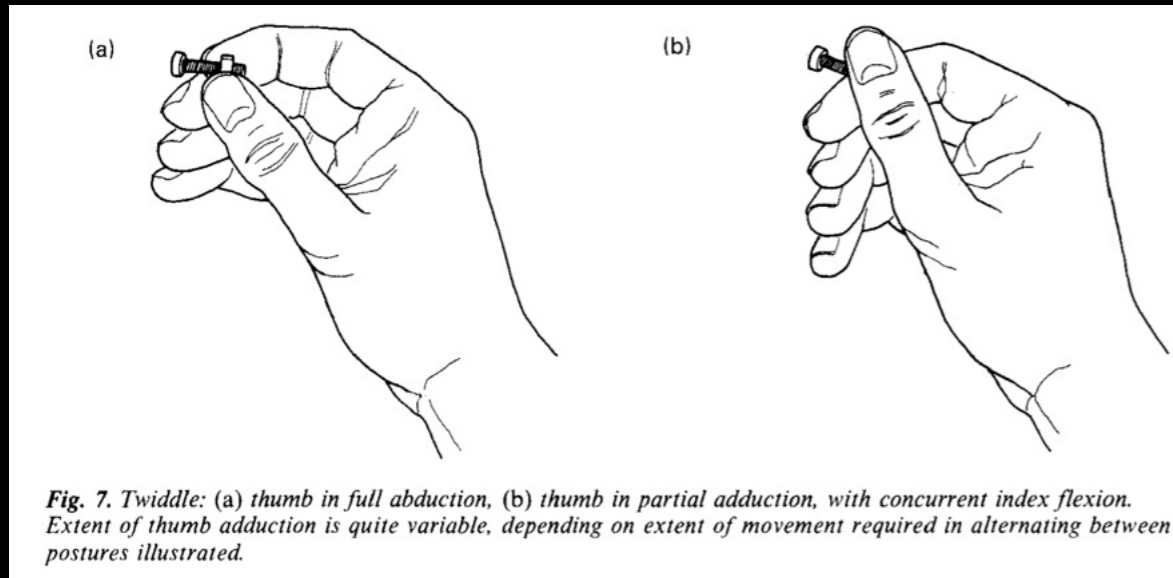 (a)
(b)
Fig. 7. Twiddle: (a) thumb in full abduction, (b) thumb in partial adduction, with concurrent index flexion.
Extent of thumb adduction is quite variable, depending on extent of movement required in alternating between
postures illustrated.